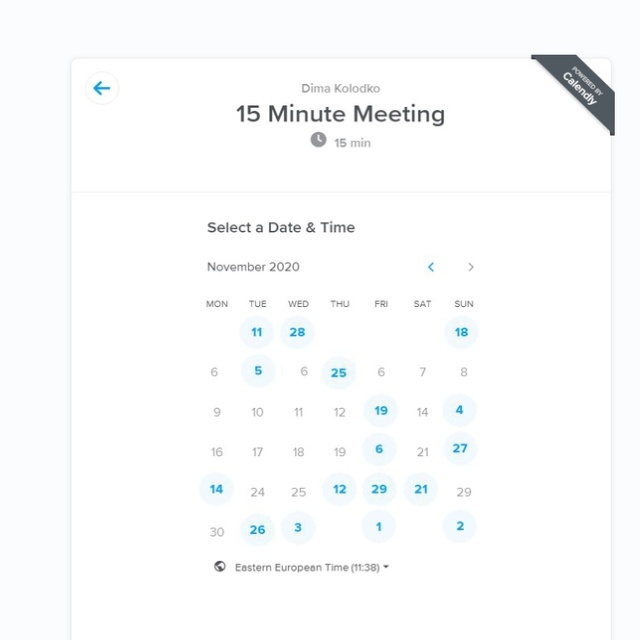 POWERED BY
Calendly
Dima Kolodko
15 Minute Meeting
15 min
Select a Date & Time
November 2020
MON TUE WED THU FRI SAT SUN
11 28 18
6 5 6 25 6 7 8
9 10 11 12 19 14 4
16 17 18 19 6 21 27
14 24 25 12 29 21 29
30 26 3 1 2
Eastern European Time (11:38)